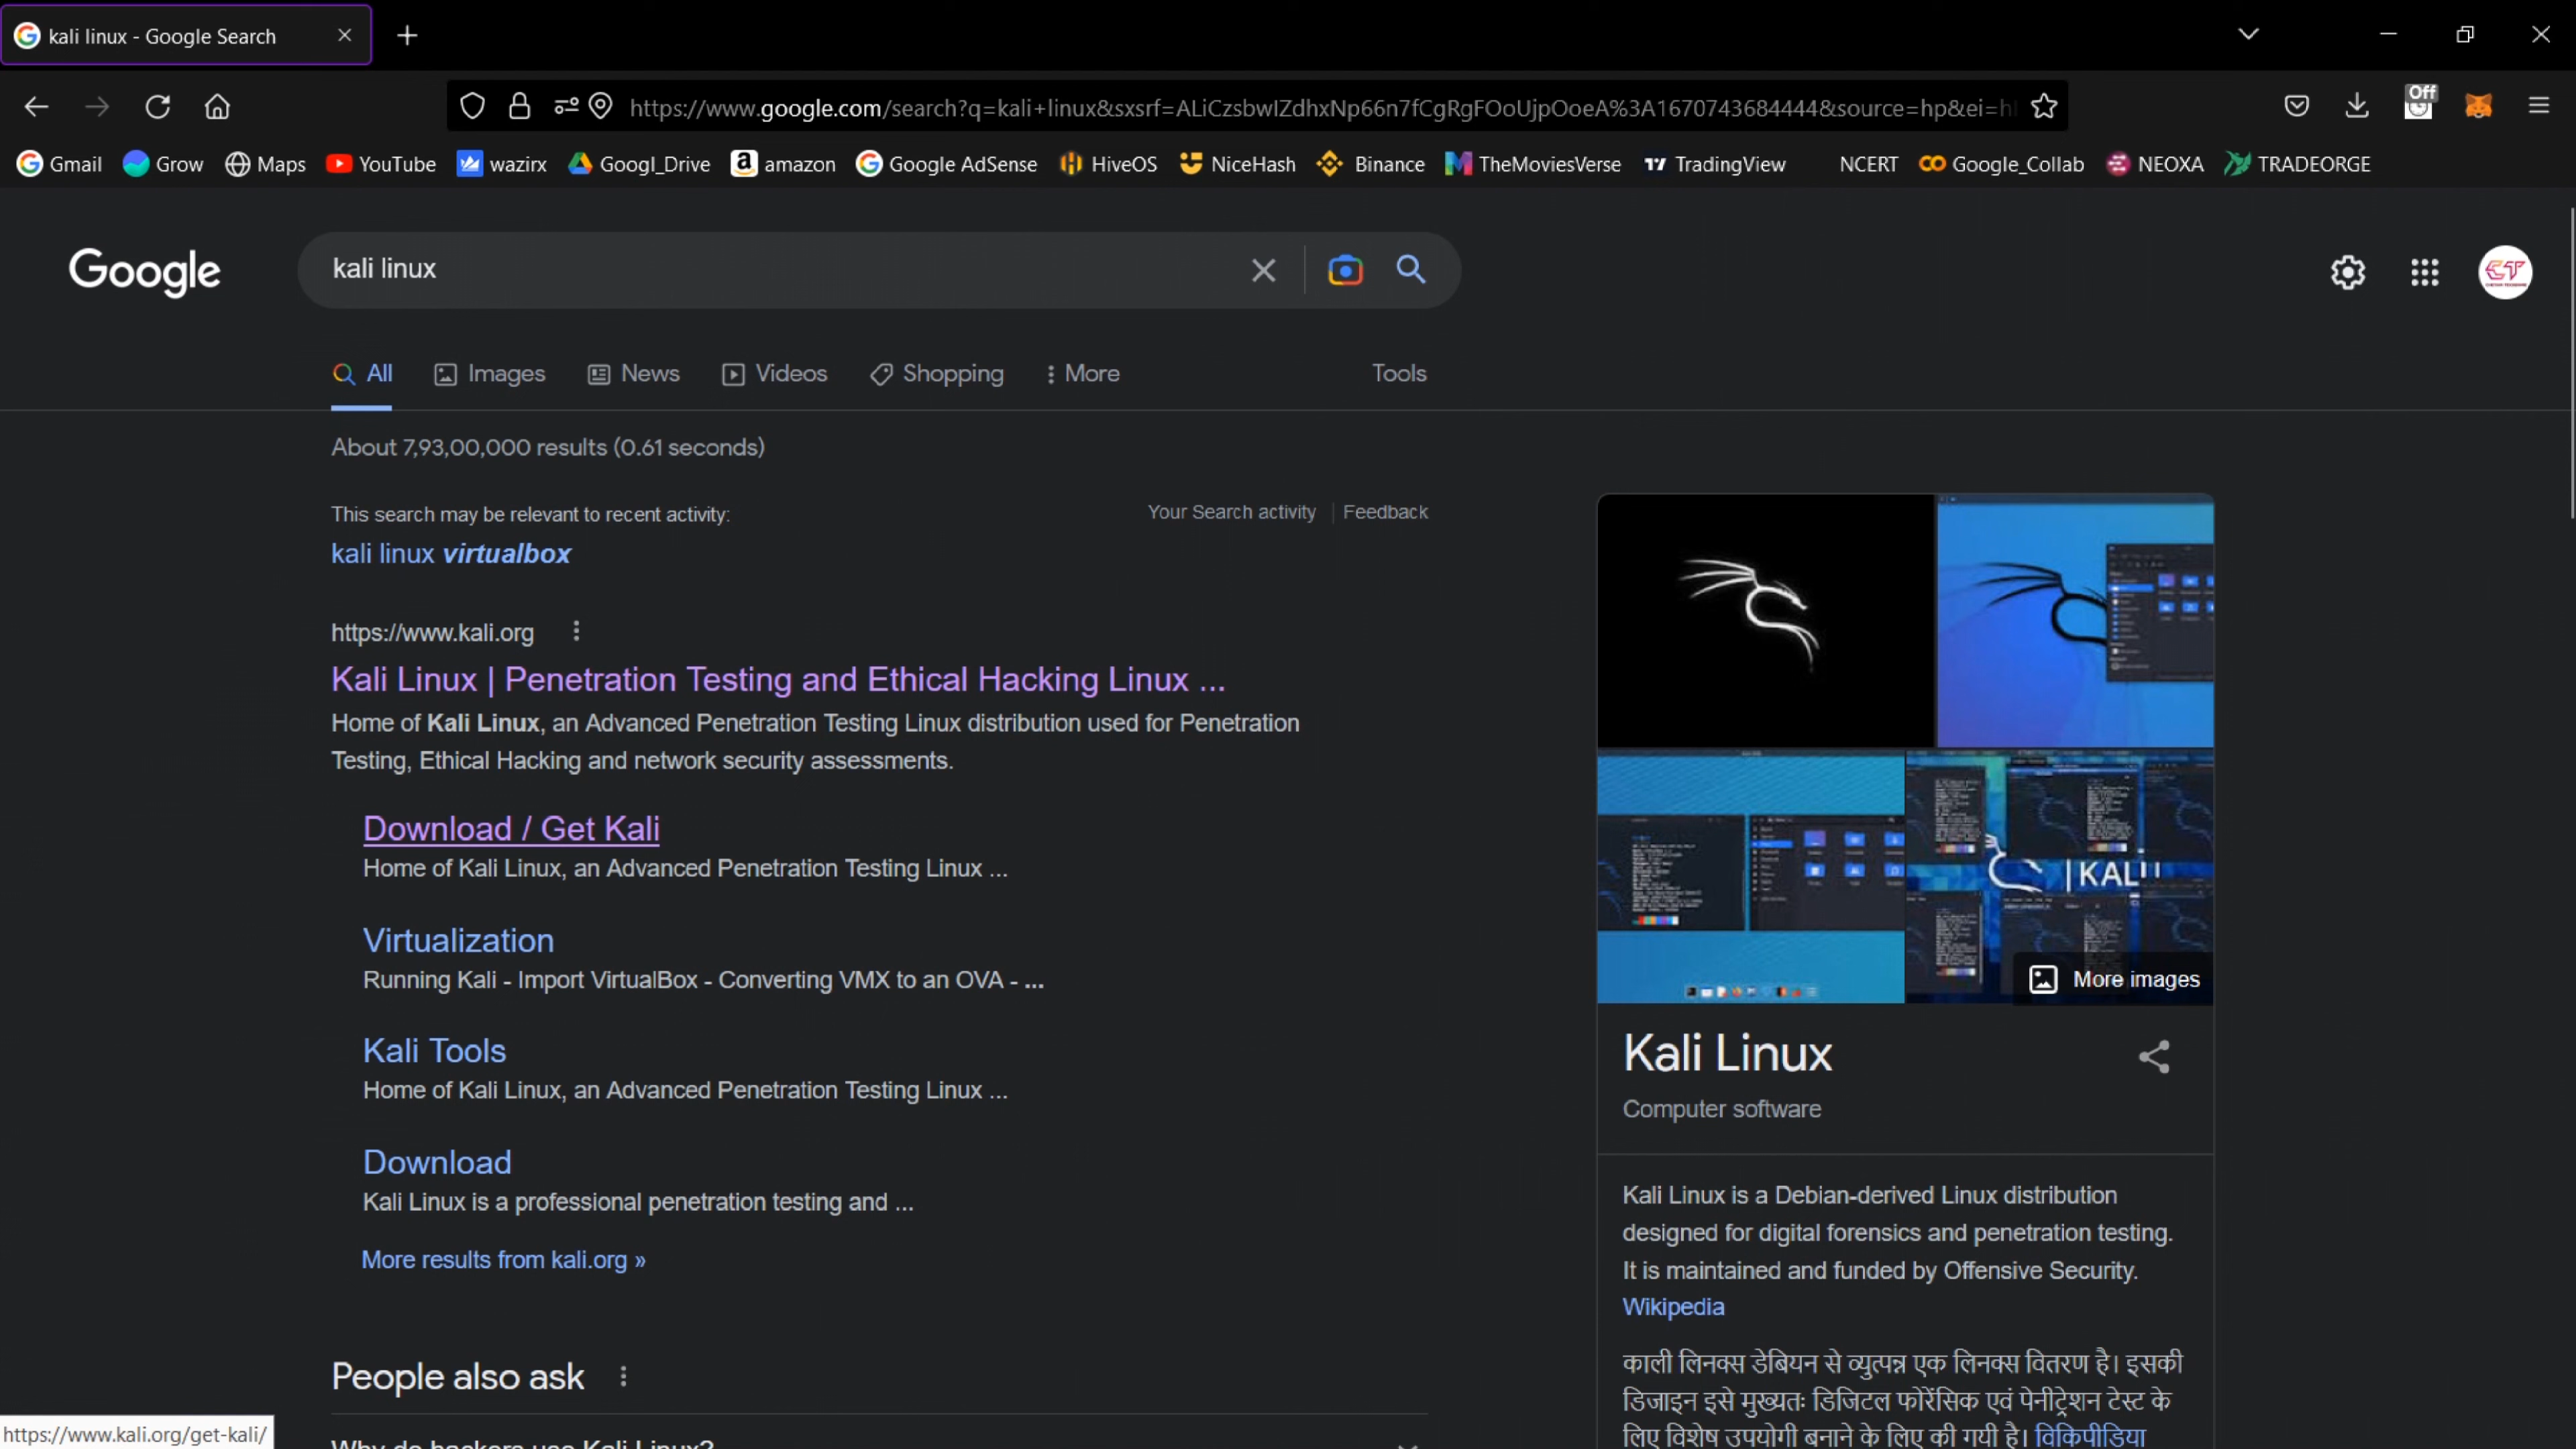 kali linux - Google Search
https://www.google.com/search?q=kali+linux&sxsrf=ALiCzsbwIZdhxNp66n7fCgRgFOoUjpOoeA%3A1670743684444&source=hp&ei=h
Off
Gmail Grow Maps YouTube wazirx Googl_Drive amazon Google AdSense HiveOS NiceHash Binance TheMoviesVerse TradingView NCERT Google_Collab NEOXA TRADEORGE
Google
kali linux
All Images News Videos Shopping More Tools
About 7,93,00,000 results (0.61 seconds)
This search may be relevant to recent activity:
Your Search activity Feedback
kali linux virtualbox
https://www.kali.org
Kali Linux | Penetration Testing and Ethical Hacking Linux ...
Home of Kali Linux, an Advanced Penetration Testing Linux distribution used for Penetration
Testing, Ethical Hacking and network security assessments.
Download / Get Kali
Home of Kali Linux, an Advanced Penetration Testing Linux ...
Virtualization
Running Kali - Import VirtualBox - Converting VMX to an OVA - ...
Kali Tools
Home of Kali Linux, an Advanced Penetration Testing Linux ...
Download
Kali Linux is a professional penetration testing and ...
More results from kali.org »
People also ask
Why do hackers use Kali Linux?
https://www.kali.org/get-kali/
More images
Kali Linux
Computer software
Kali Linux is a Debian-derived Linux distribution
designed for digital forensics and penetration testing.
It is maintained and funded by Offensive Security.
Wikipedia
काली लिनक्स डेबियन से व्युत्पन्न एक लिनक्स वितरण है। इसकी
डिजाइन इसे मुख्यतः डिजिटल फोरेंसिक एवं पेनीट्रेशन टेस्ट के
लिए विशेष उपयोगी बनाने के लिए की गयी है। विकिपीडिया